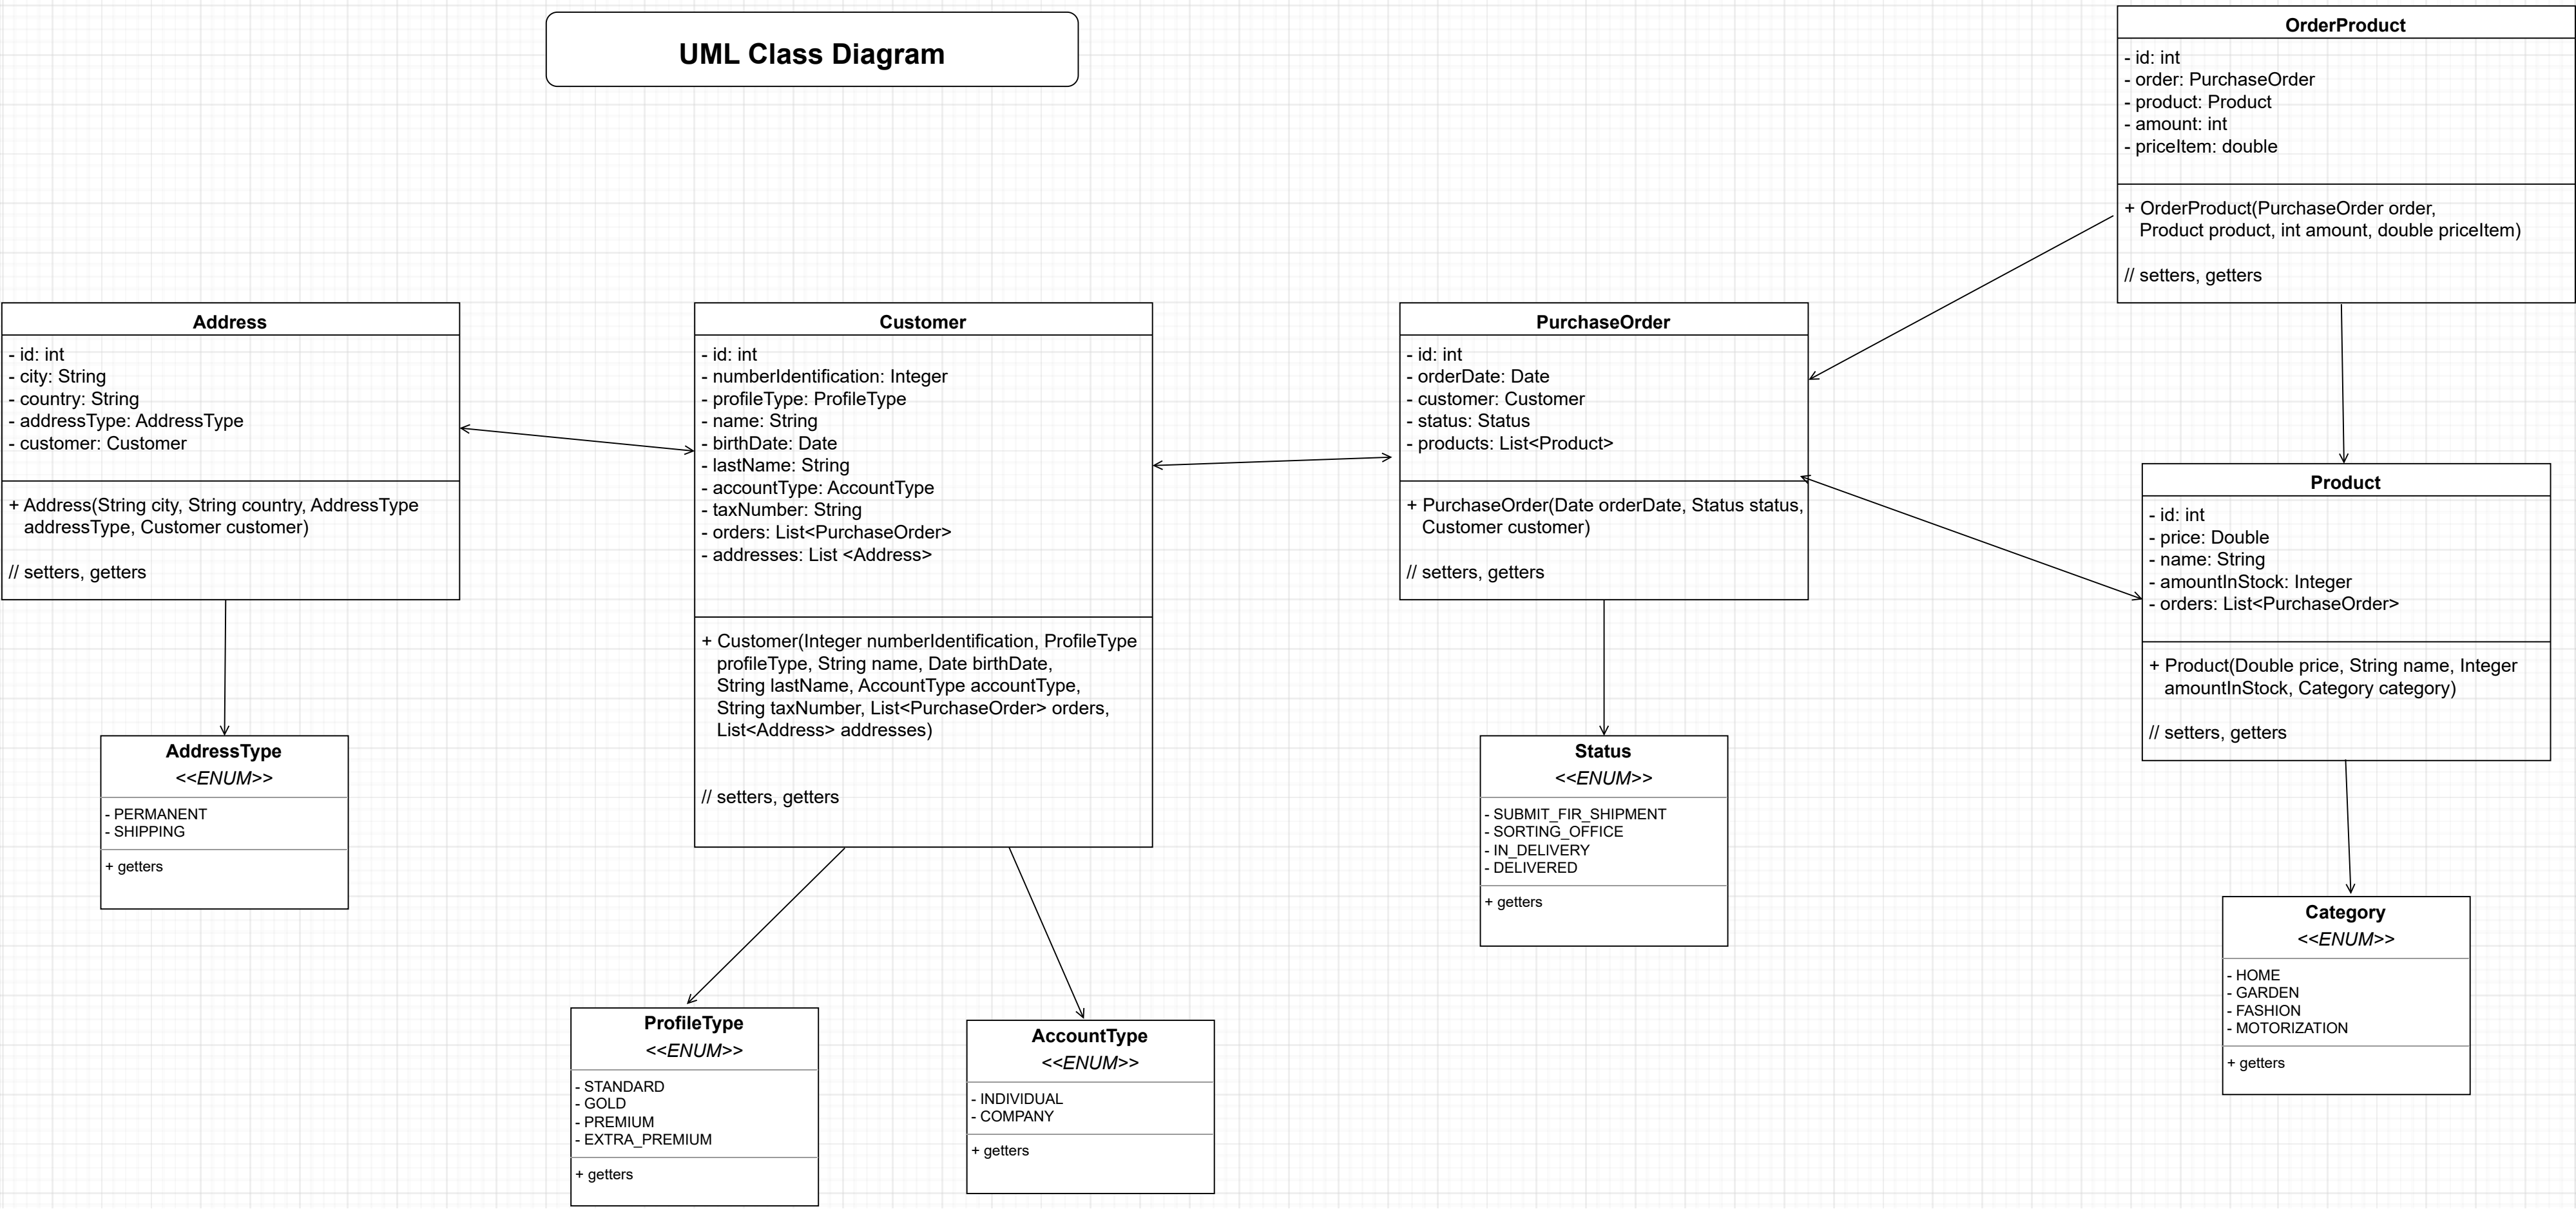 UML Class Diagram
OrderProduct
- id: int
- order: PurchaseOrder
- product: Product
- amount: int
- priceItem: double
+ OrderProduct(PurchaseOrder order,
Product product, int amount, double priceItem)
// setters, getters
Address
- id: int
- city: String
- country: String
- addressType: AddressType
- customer: Customer
+ Address(String city, String country, AddressType
addressType, Customer customer)
// setters, getters
Customer
- id: int
- numberIdentification: Integer
- profileType: ProfileType
- name: String
- birthDate: Date
- lastName: String
- accountType: AccountType
- taxNumber: String
- orders: List<PurchaseOrder>
- addresses: List <Address>
+ Customer(Integer numberIdentification, ProfileType
profileType, String name, Date birthDate,
String lastName, AccountType accountType,
String taxNumber, List<PurchaseOrder> orders,
List<Address> addresses)
// setters, getters
PurchaseOrder
- id: int
- orderDate: Date
- customer: Customer
- status: Status
- products: List<Product>
+ PurchaseOrder(Date orderDate, Status status,
Customer customer)
// setters, getters
Product
- id: int
- price: Double
- name: String
- amountInStock: Integer
- orders: List<PurchaseOrder>
+ Product(Double price, String name, Integer
amountInStock, Category category)
// setters, getters
AddressType
<<ENUM>>
- PERMANENT
- SHIPPING
+ getters
Status
<<ENUM>>
- SUBMIT_FIR_SHIPMENT
- SORTING_OFFICE
- IN_DELIVERY
- DELIVERED
+ getters
Category
<<ENUM>>
- HOME
- GARDEN
- FASHION
- MOTORIZATION
+ getters
ProfileType
<<ENUM>>
- STANDARD
- GOLD
- PREMIUM
- EXTRA_PREMIUM
+ getters
AccountType
<<ENUM>>
- INDIVIDUAL
- COMPANY
+ getters